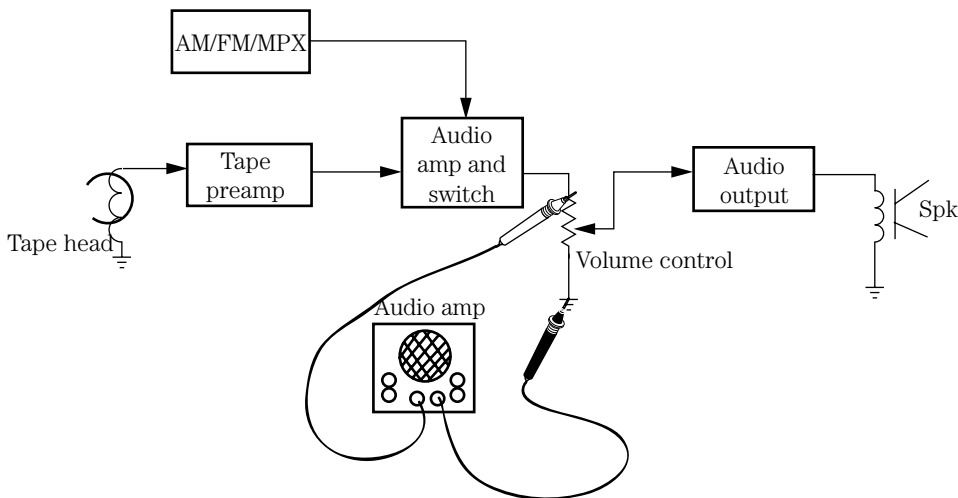 AM/FM/MPX
Audio
amp and
switch
Tape
preamp
Audio
output
Tape head
Spk
Volume control
Audio amp